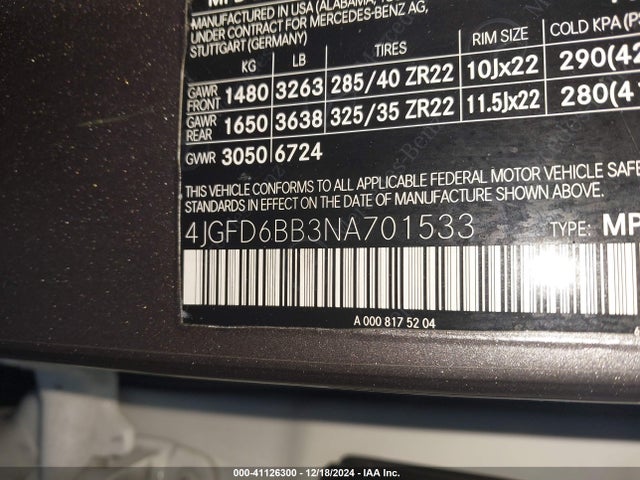 MANUFACTURED IN USA (ALABAMA,
UNDER CONTRACT FOR MERCEDES-BENZ AG,
STUTTGART (GERMANY)
KG LB TIRES RIM SIZE COLD KPA
GAWR FRONT 1480 3263 285/40 ZR22 10Jx22 290(42
GAWR REAR 1650 3638 325/35 ZR22 11.5Jx22 280(4
GVWR 3050 6724
THIS VEHICLE CONFORMS TO ALL APPLICABLE FEDERAL MOTOR VEHICLE SAFE
IN EFFECT ON THE DATE OF MANUFACTURE SHOWN ABOVE.
4JGFD6BB3NA701533 TYPE: MP
A 000 817 52 04
000-41126300 - 12/18/2024 - IAA Inc.